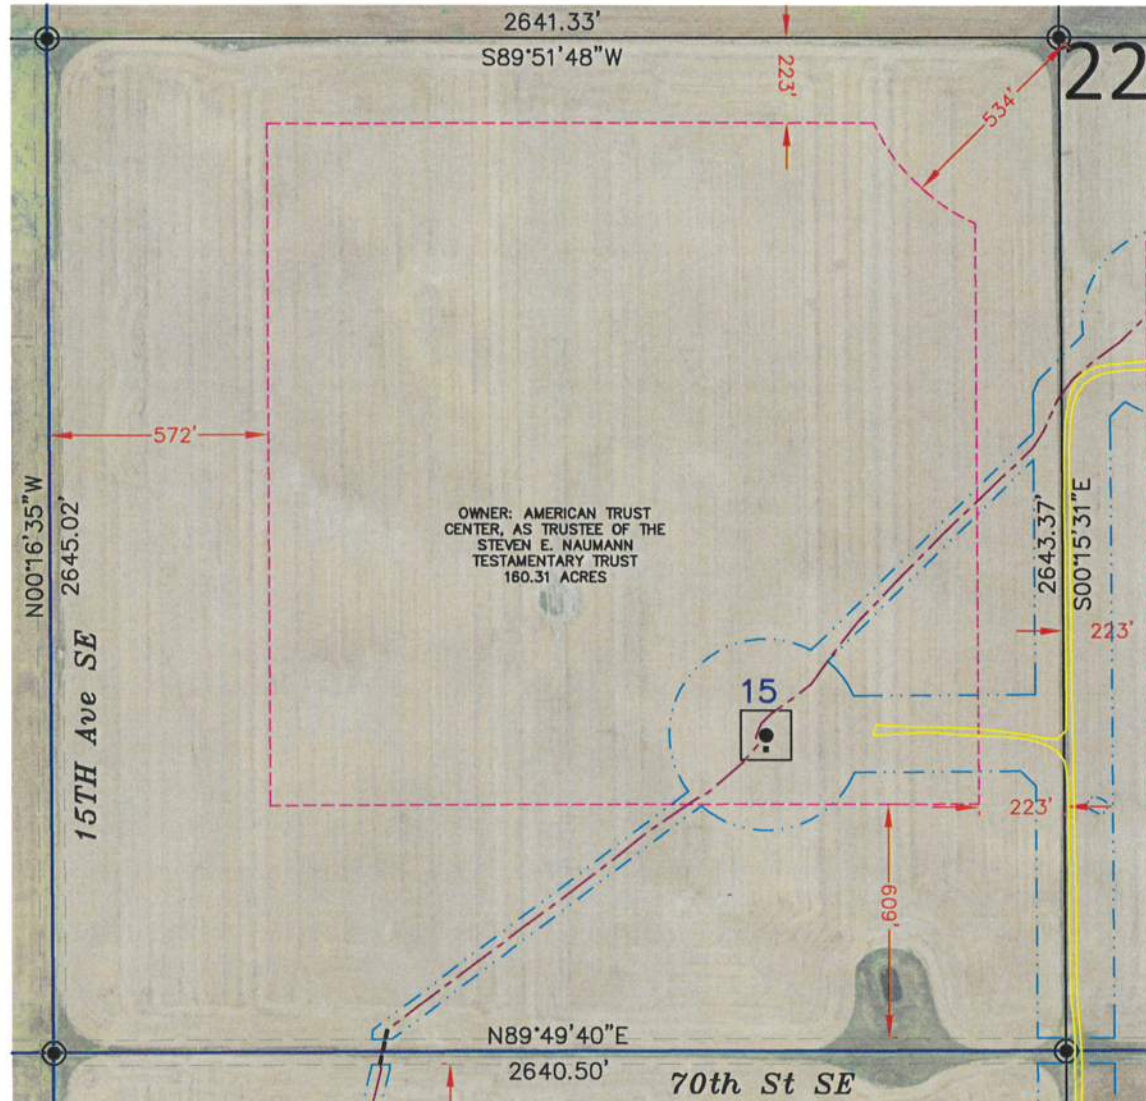 2641.33'
S89°51'48"W
22
223'
534'
572'
N00°16'35"W
2645.02'
OWNER: AMERICAN TRUST
CENTER, AS TRUSTEE OF THE
STEVEN E. NAUMANN
TESTAMENTARY TRUST
160.31 ACRES
2643.37'
S00°15'31"E
223'
15TH Ave SE
15
223'
609'
N89°49'40"E
2640.50'
70th St SE